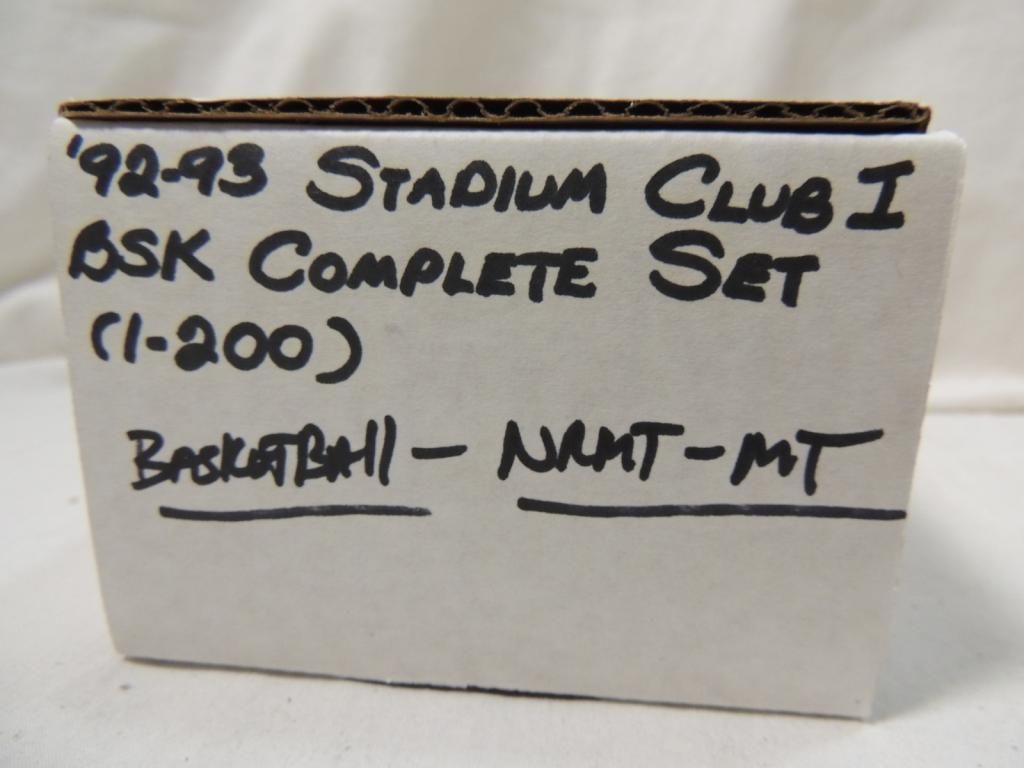 '92-93 STADIUM CLUB I
BSK COMPLETE SET
(1-200)
BASKETBALL - NRMT-MT